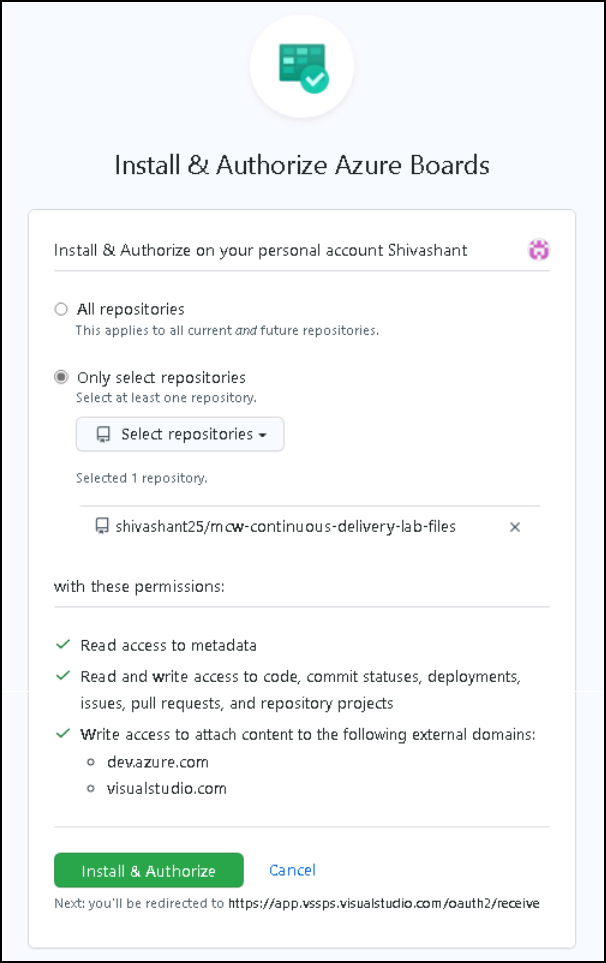 Install & Authorize Azure Boards
Install & Authorize on your personal account Shivashant
All repositories
This applies to all current and future repositories.
Only select repositories
Select at least one repository.
Select repositories
Selected 1 repository.
shivashant25/mcw-continuous-delivery-lab-files
with these permissions:
Read access to metadata
Read and write access to code, commit statuses, deployments,
issues, pull requests, and repository projects
Write access to attach content to the following external domains:
dev.azure.com
visualstudio.com
Install & Authorize Cancel
Next: you'll be redirected to https://app.vssps.visualstudio.com/oauth2/receive